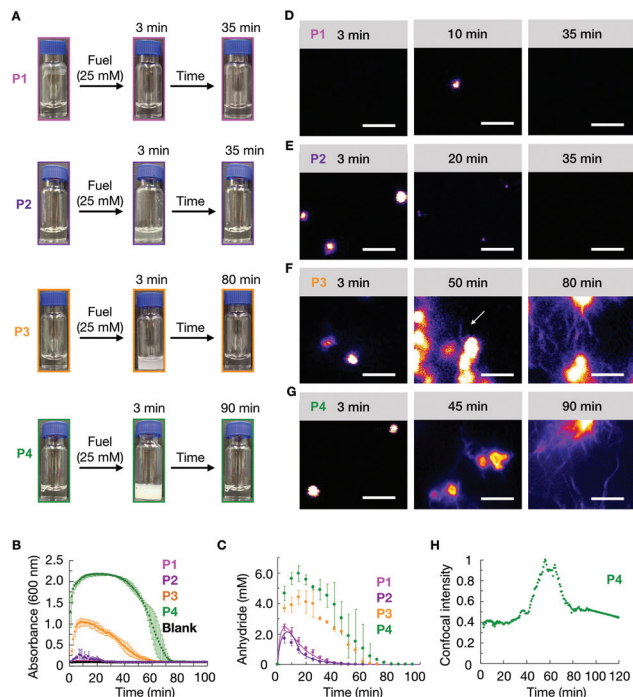 A
3 min 35 min
P1
Fuel
(25 mM)
Time
3 min 35 min
P2
Fuel
(25 mM)
Time
3 min 80 min
P3
Fuel
(25 mM)
Time
3 min 90 min
P4
Fuel
(25 mM)
Time
D
P1 3 min 10 min 35 min
E
P2 3 min 20 min 35 min
F
P3 3 min 50 min 80 min
G
P4 3 min 45 min 90 min
B
Absorbance (600 nm)
2.5
2.0
1.5
1.0
0.5
0.0
0 20 40 60 80 100
Time (min)
P1
P2
P3
P4
Blank
C
Anhydride (mM)
6.0
4.0
2.0
0.0
0 20 40 60 80 100
Time (min)
P1
P2
P3
P4
H
Confocal intensity
1
0.8
0.6
0.4
0.2
0
0 20 40 60 80 100 120
Time (min)
P4